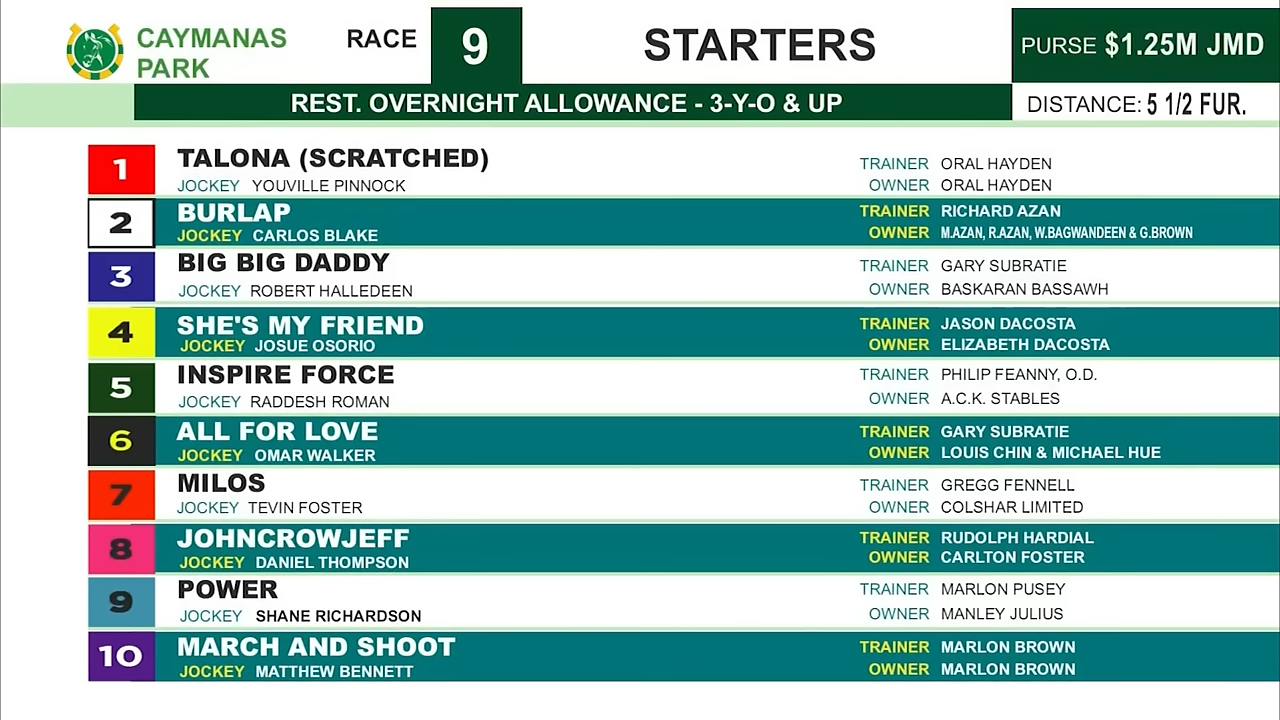 CAYMANAS PARK
RACE 9
STARTERS
PURSE $1.25M JMD
REST. OVERNIGHT ALLOWANCE - 3-Y-O & UP
DISTANCE: 5 1/2 FUR.
1 TALONA (SCRATCHED)
JOCKEY YOUVILLE PINNOCK
TRAINER ORAL HAYDEN
OWNER ORAL HAYDEN
2 BURLAP
JOCKEY CARLOS BLAKE
TRAINER RICHARD AZAN
OWNER M.AZAN, R.AZAN, W.BAGWANDEEN & G.BROWN
3 BIG BIG DADDY
JOCKEY ROBERT HALLEDEEN
TRAINER GARY SUBRATIE
OWNER BASKARAN BASSAWH
4 SHE'S MY FRIEND
JOCKEY JOSUE OSORIO
TRAINER JASON DACOSTA
OWNER ELIZABETH DACOSTA
5 INSPIRE FORCE
JOCKEY RADDESH ROMAN
TRAINER PHILIP FEANNY, O.D.
OWNER A.C.K. STABLES
6 ALL FOR LOVE
JOCKEY OMAR WALKER
TRAINER GARY SUBRATIE
OWNER LOUIS CHIN & MICHAEL HUE
7 MILOS
JOCKEY TEVIN FOSTER
TRAINER GREGG FENNELL
OWNER COLSHAR LIMITED
8 JOHNCROWJEFF
JOCKEY DANIEL THOMPSON
TRAINER RUDOLPH HARDIAL
OWNER CARLTON FOSTER
9 POWER
JOCKEY SHANE RICHARDSON
TRAINER MARLON PUSEY
OWNER MANLEY JULIUS
10 MARCH AND SHOOT
JOCKEY MATTHEW BENNETT
TRAINER MARLON BROWN
OWNER MARLON BROWN